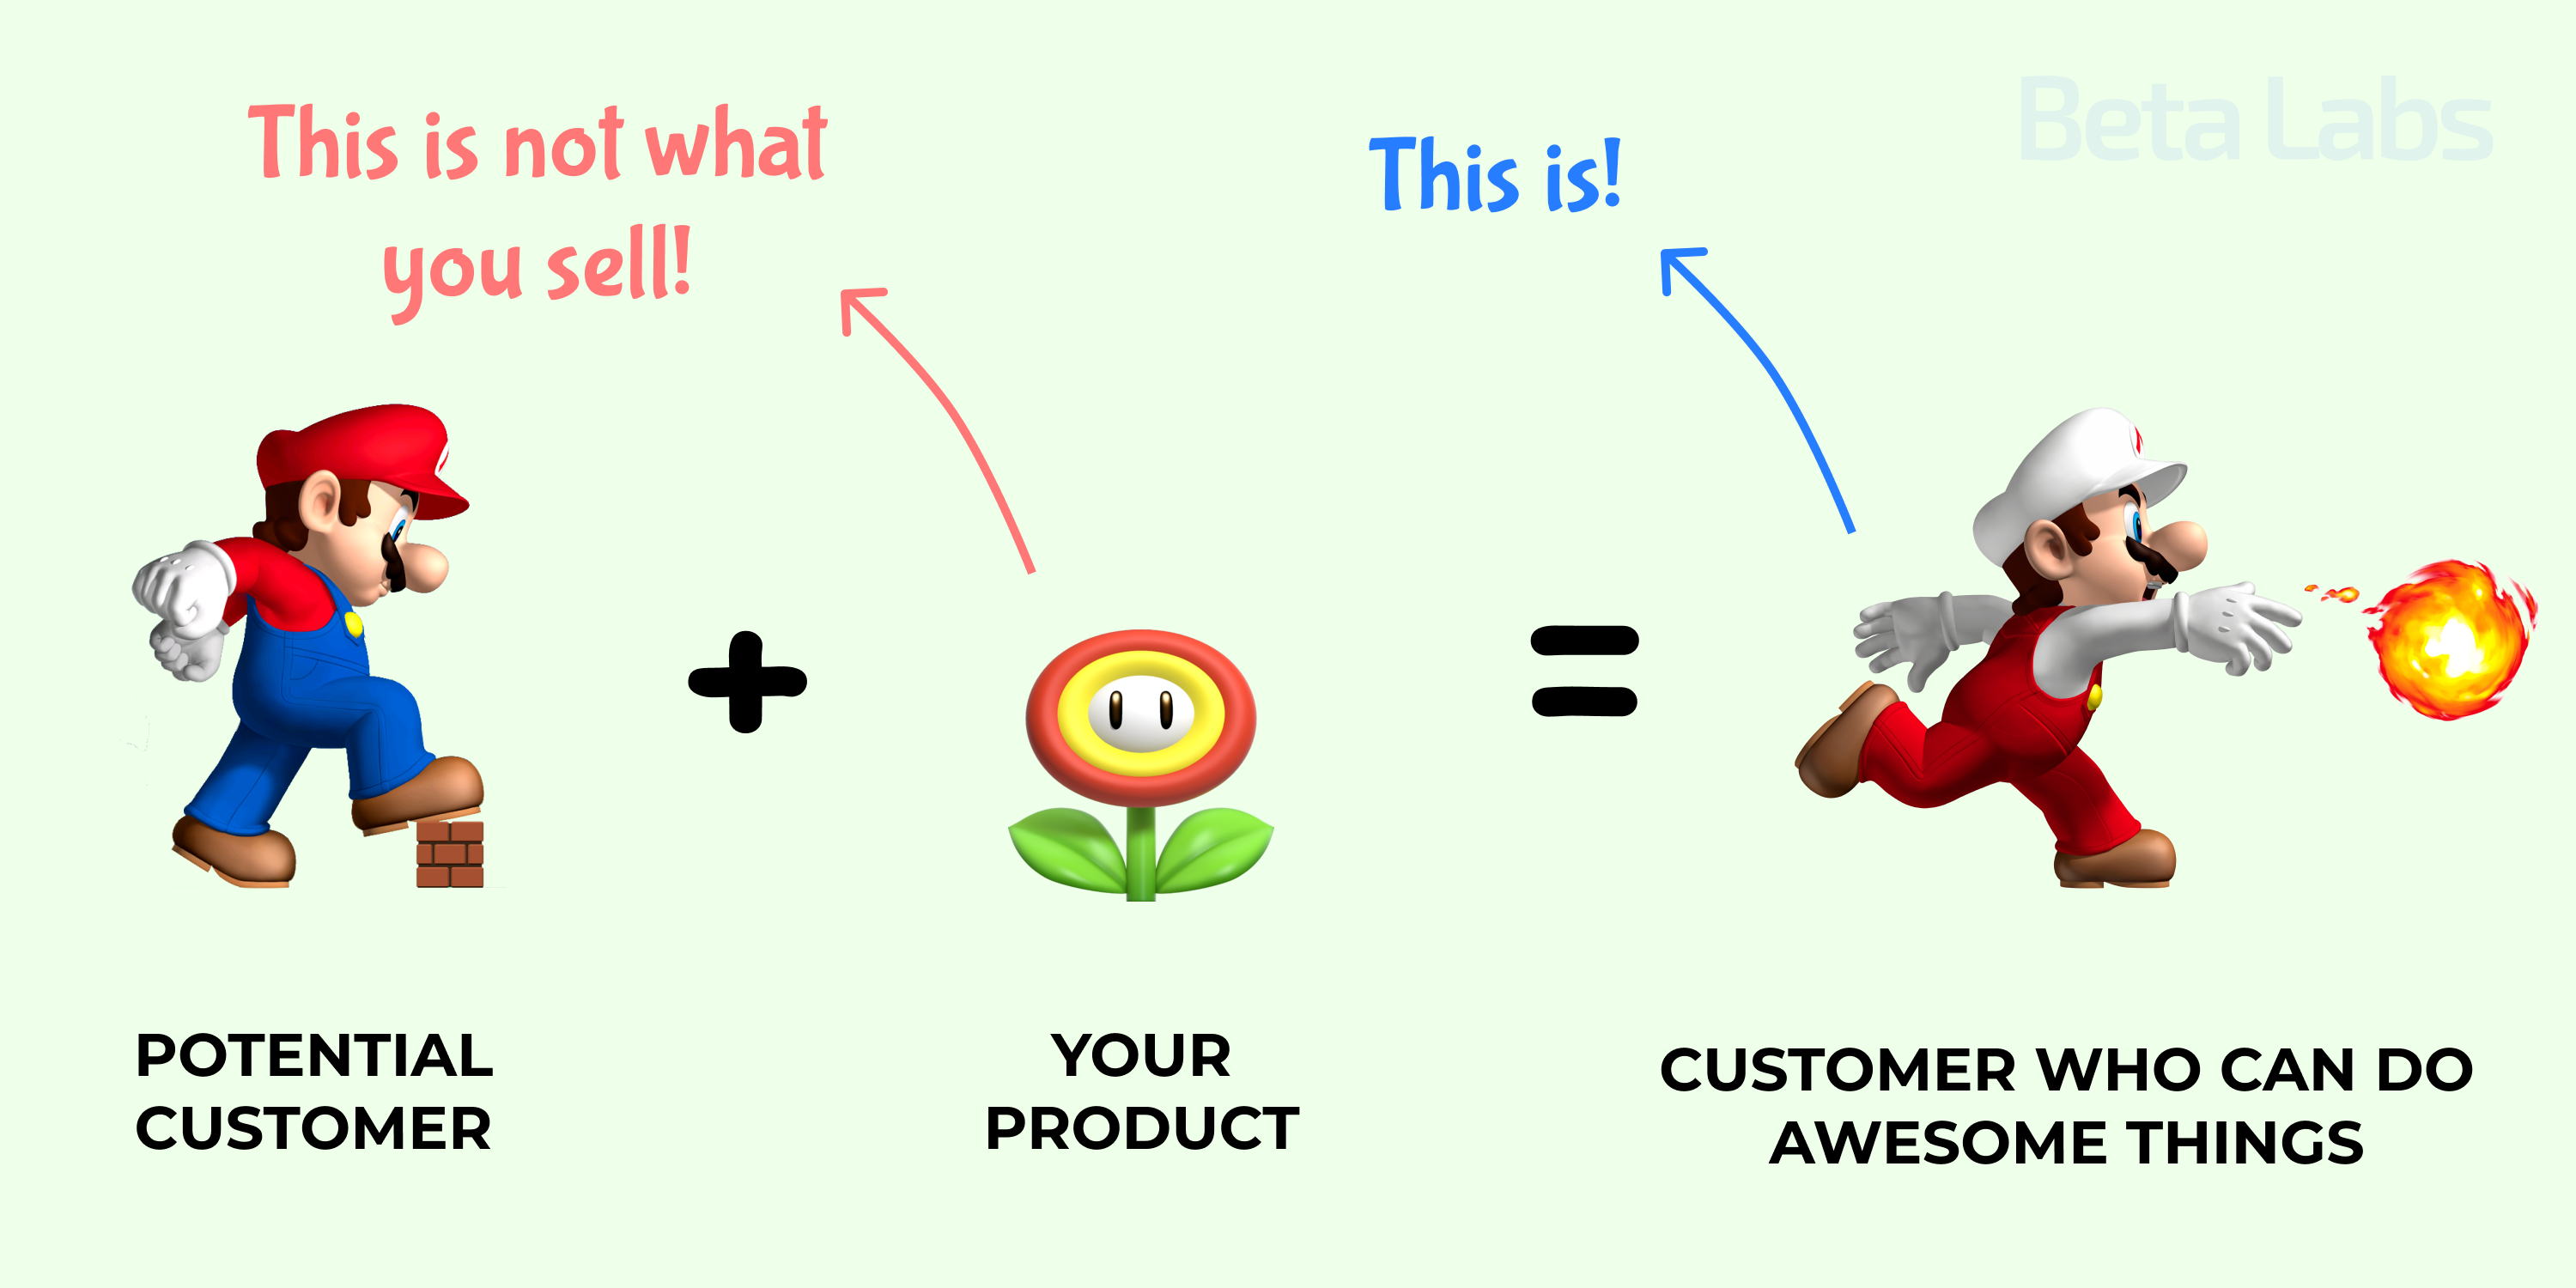 This is not what
you sell!
This is!
Beta Labs
POTENTIAL
CUSTOMER
YOUR
PRODUCT
CUSTOMER WHO CAN DO
AWESOME THINGS